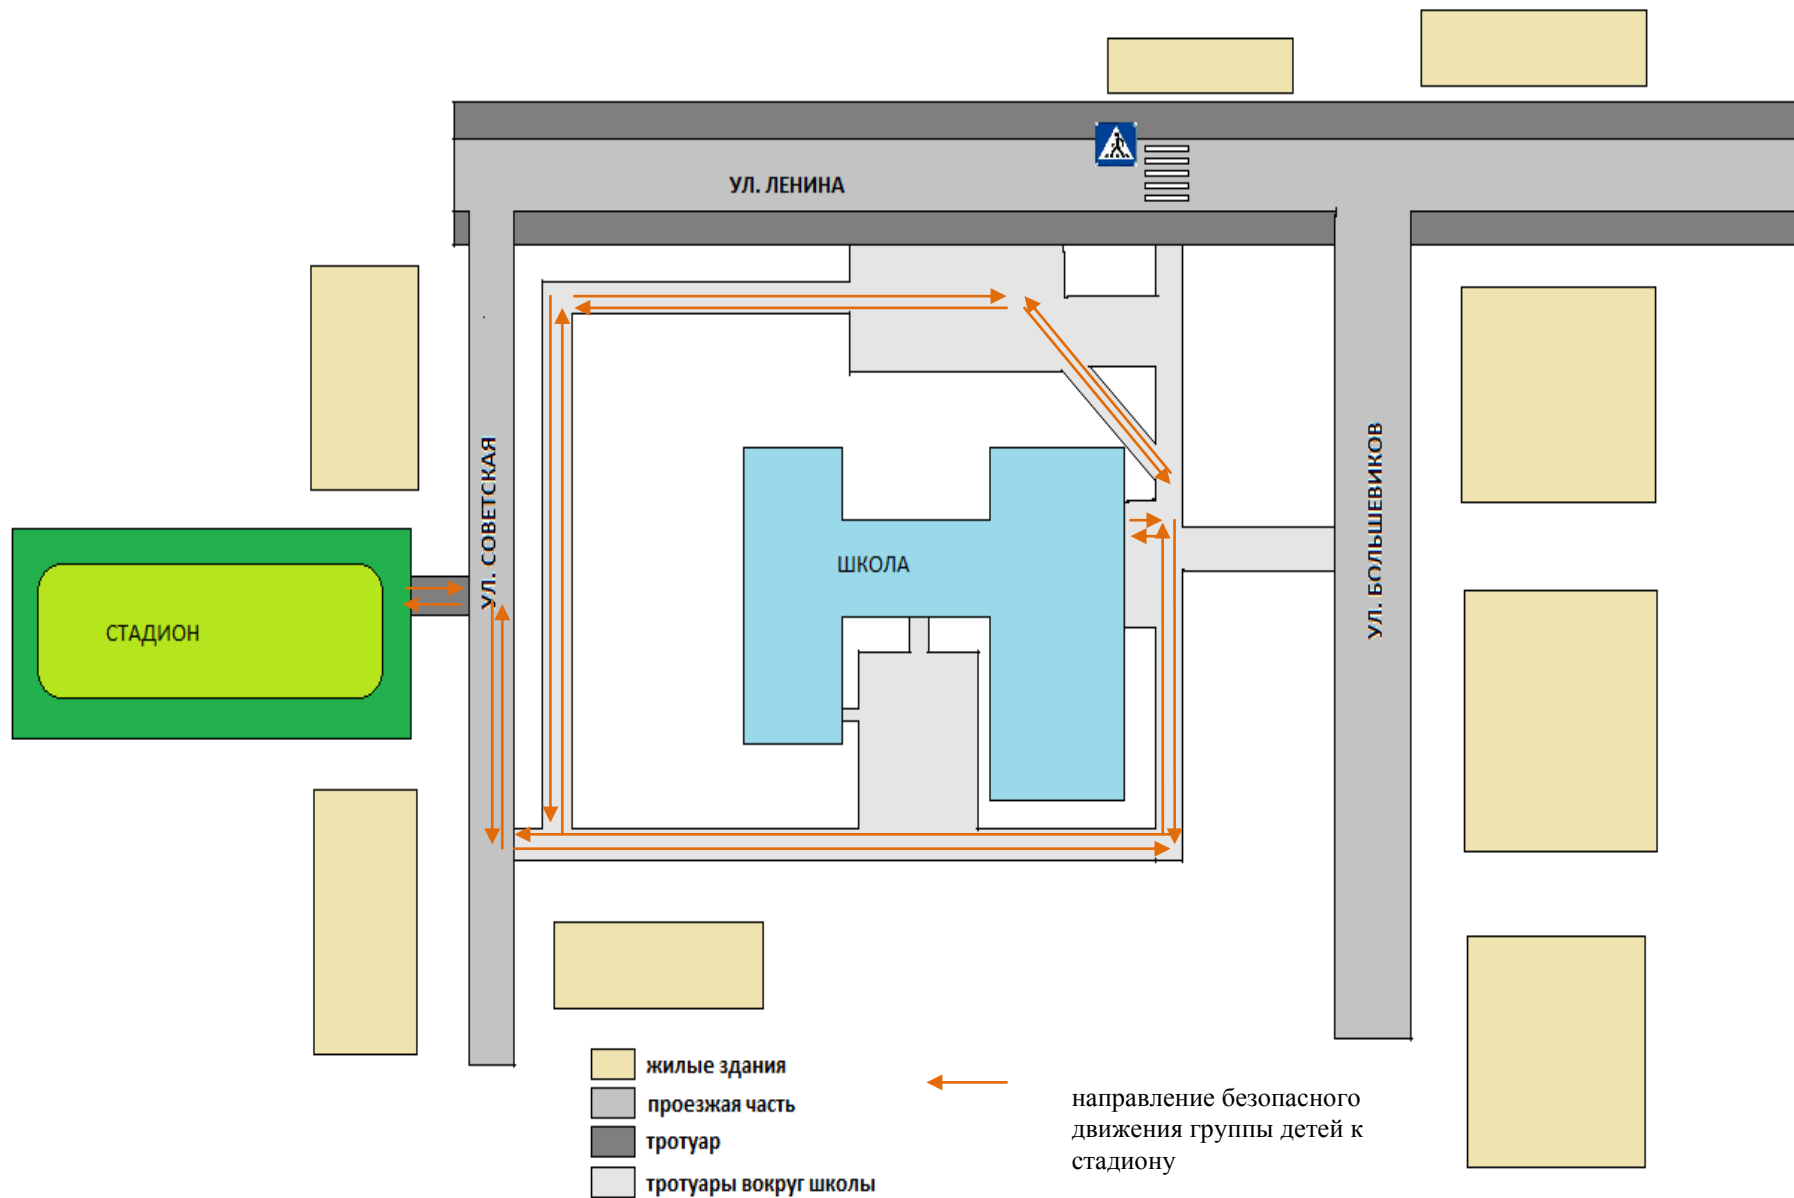 УЛ. ЛЕНИНА
УЛ. СОВЕТСКАЯ
УЛ. БОЛЬШЕВИКОВ
ШКОЛА
СТАДИОН
жилые здания
проезжая часть
тротуар
тротуары вокруг школы
направление безопасного
движения группы детей к
стадиону